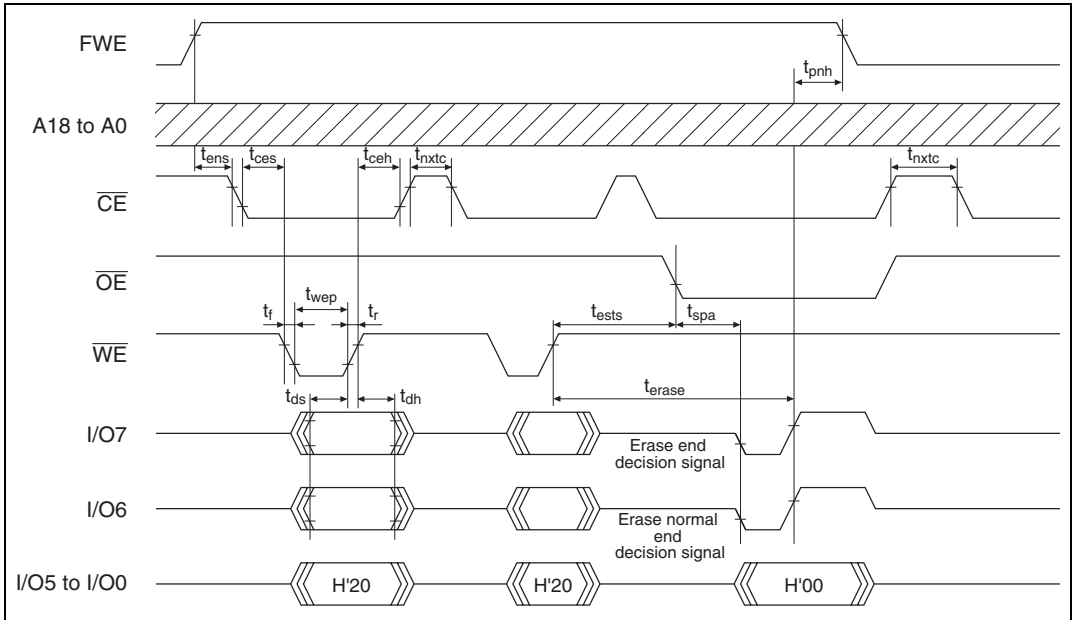 FWE
t_pnh
A18 to A0
t_ens t_ces t_ceh t_nxtc t_nxtc
CE
OE
t_wep
t_f t_r t_ests t_spa
WE
t_ds t_dh t_erase
I/O7
Erase end
decision signal
I/O6
Erase normal
end
decision signal
I/O5 to I/O0 H'20 H'20 H'00